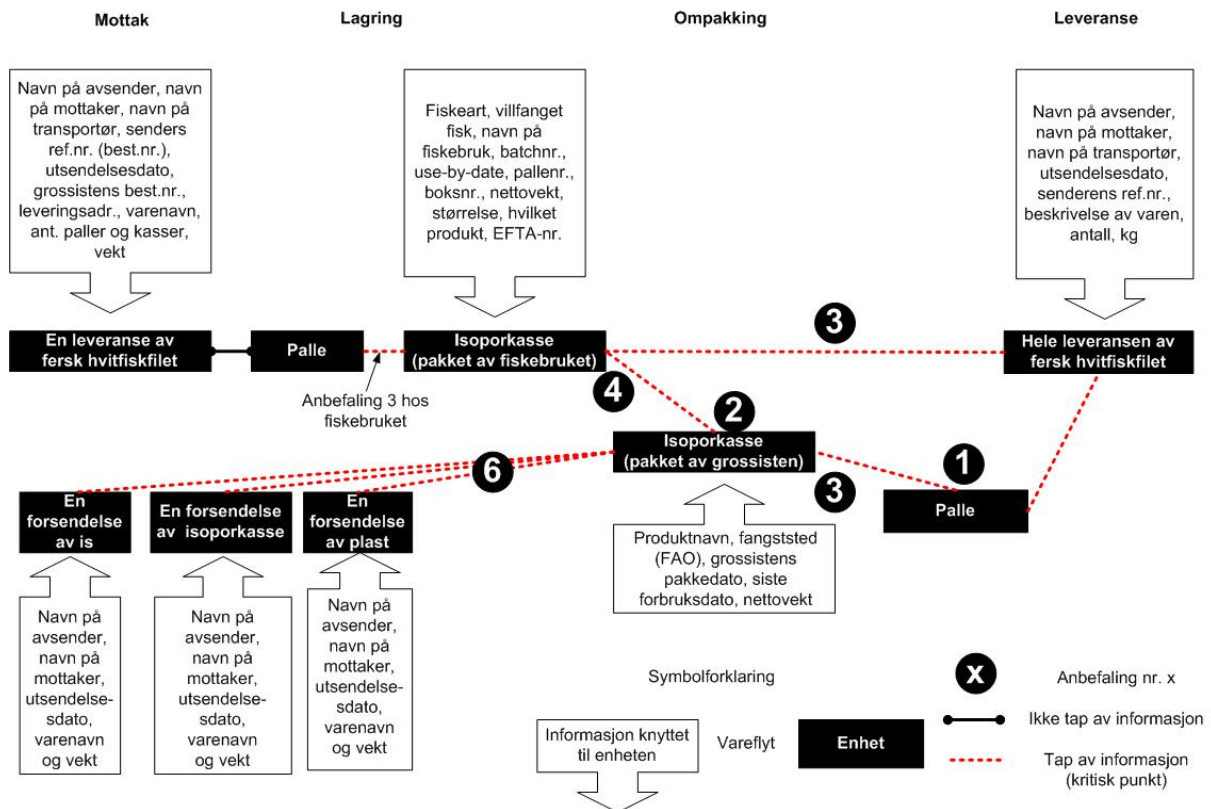 Mottak
Lagring
Ompakking
Leveranse
Navn på avsender, navn
på mottaker, navn på
transportør, senders
ref.nr. (best.nr.),
utsendelsesdato,
grossistens best.nr.,
leveringsadr., varenavn,
ant. paller og kasser,
vekt
Fiskeart, villfanget
fisk, navn på
fiskebruk, batchnr.,
use-by-date, pallenr.,
boksnr., nettovekt,
størrelse, hvilket
produkt, EFTA-nr.
Navn på avsender,
navn på mottaker,
navn på transportør,
utsendelsesdato,
senderens ref.nr.,
beskrivelse av varen,
antall, kg
En leveranse av
fersk hvitfiskfilet
Palle
Isoporkasse
(pakket av fiskebruket)
3
Hele leveransen av
fersk hvitfiskfilet
Anbefaling 3 hos
fiskebruket
4
2
Isoporkasse
(pakket av grossisten)
6
3
1
Palle
En
forsendelse
av is
En forsendelse
av isoporkasse
En
forsendelse
av plast
Produktnavn, fangststed
(FAO), grossistens
pakkedato, siste
forbruksdato, nettovekt
Navn på
avsender,
navn på
mottaker,
utsendelse-
sdato,
varenavn
og vekt
Navn på
avsender,
navn på
mottaker,
utsendelse-
sdato,
varenavn
og vekt
Navn på
avsender,
navn på
mottaker,
utsendelse-
sdato,
varenavn
og vekt
Symbolforklaring
x
Anbefaling nr. x
Informasjon knyttet
til enheten
Vareflyt
Enhet
Ikke tap av informasjon
Tap av informasjon
(kritisk punkt)